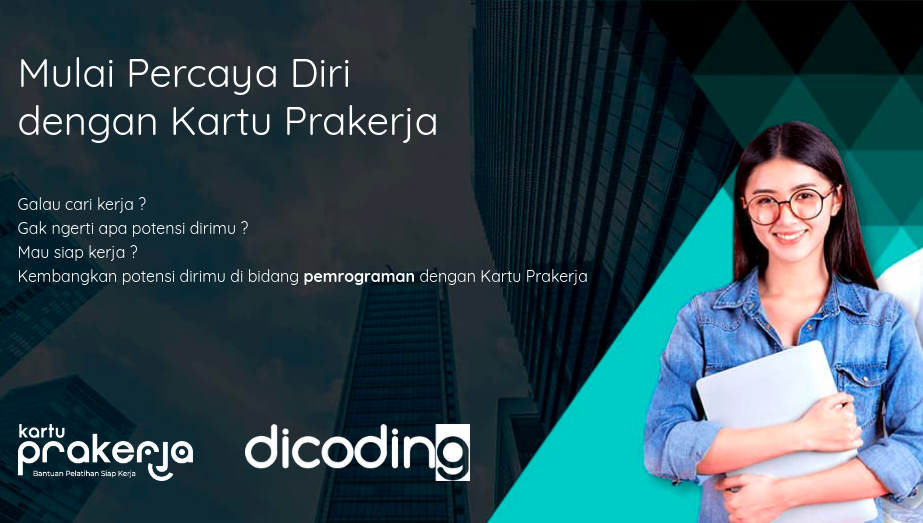 Mulai Percaya Diri
dengan Kartu Prakerja
Galau cari kerja ?
Gak ngerti apa potensi dirimu ?
Mau siap kerja ?
Kembangkan potensi dirimu di bidang pemrograman dengan Kartu Prakerja
kartu
prakerja
Bantuan Pelatihan Siap Kerja
dicoding